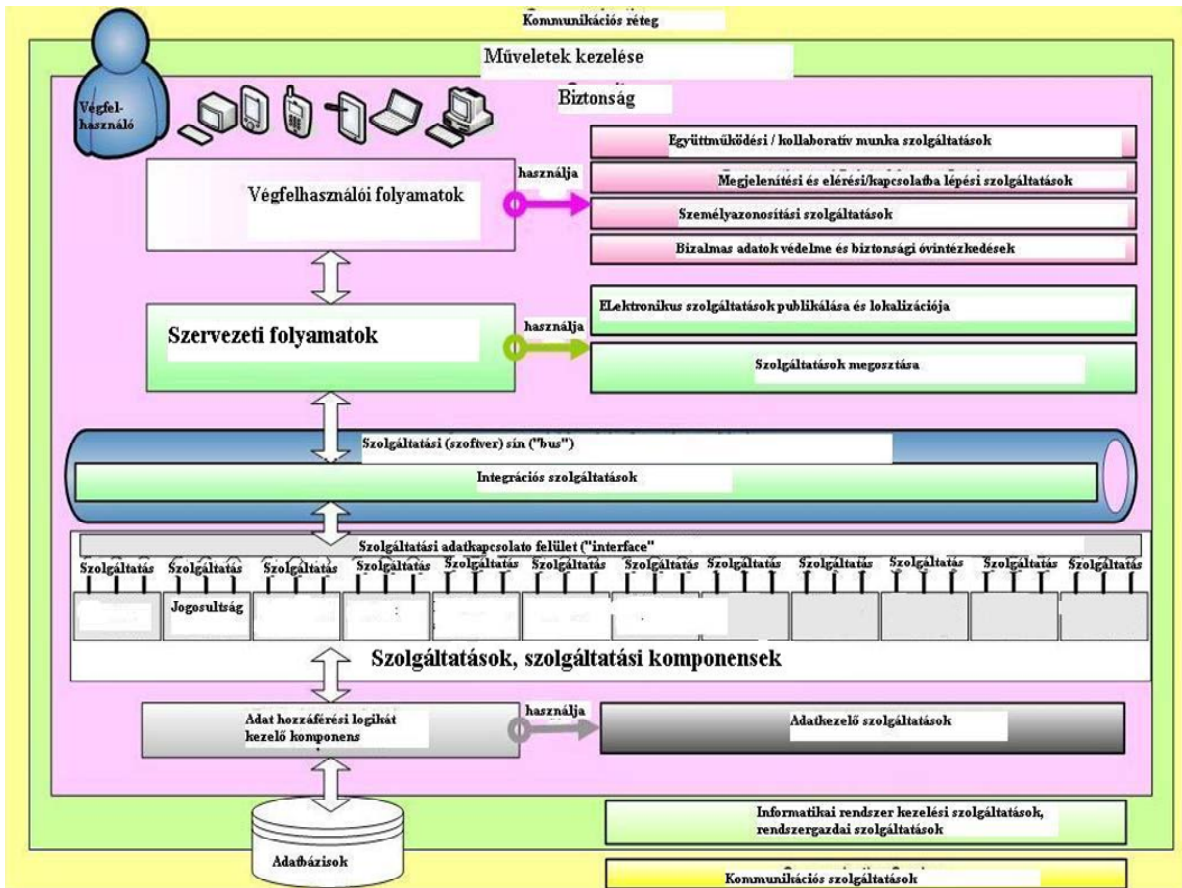 Kommunikációs réteg
Műveletek kezelése
Biztonság
Végfel-
használó
Együttműködési / kollaboratív munka szolgáltatások
használja
Megjelenítési és elérési/kapcsolatba lépési szolgáltatások
Végfelhasználói folyamatok
Személyazonosítási szolgáltatások
Bizalmas adatok védelme és biztonsági óvintézkedések
ELektronikus szolgáltatások publikálása és lokalizációja
használja
Szervezeti folyamatok
Szolgáltatások megosztása
Szolgáltatási (szoftver) sín ("bus")
Integrációs szolgáltatások
Szolgáltatási adatkapcsolato felület ("interface"
Szolgáltatás Szolgáltatás Szolgáltatás Szolgáltatás Szolgáltatás Szolgáltatás Szolgáltatás Szolgáltatás Szolgáltatás Szolgáltatás Szolgáltatás Szolgáltatás
Jogosultság
Szolgáltatások, szolgáltatási komponensek
használja
Adat hozzáférési logikát
kezelő komponens
Adatkezelő szolgáltatások
Informatikai rendszer kezelési szolgáltatások,
rendszergazdai szolgáltatások
Adatbázisok
Kommunikációs szolgáltatások